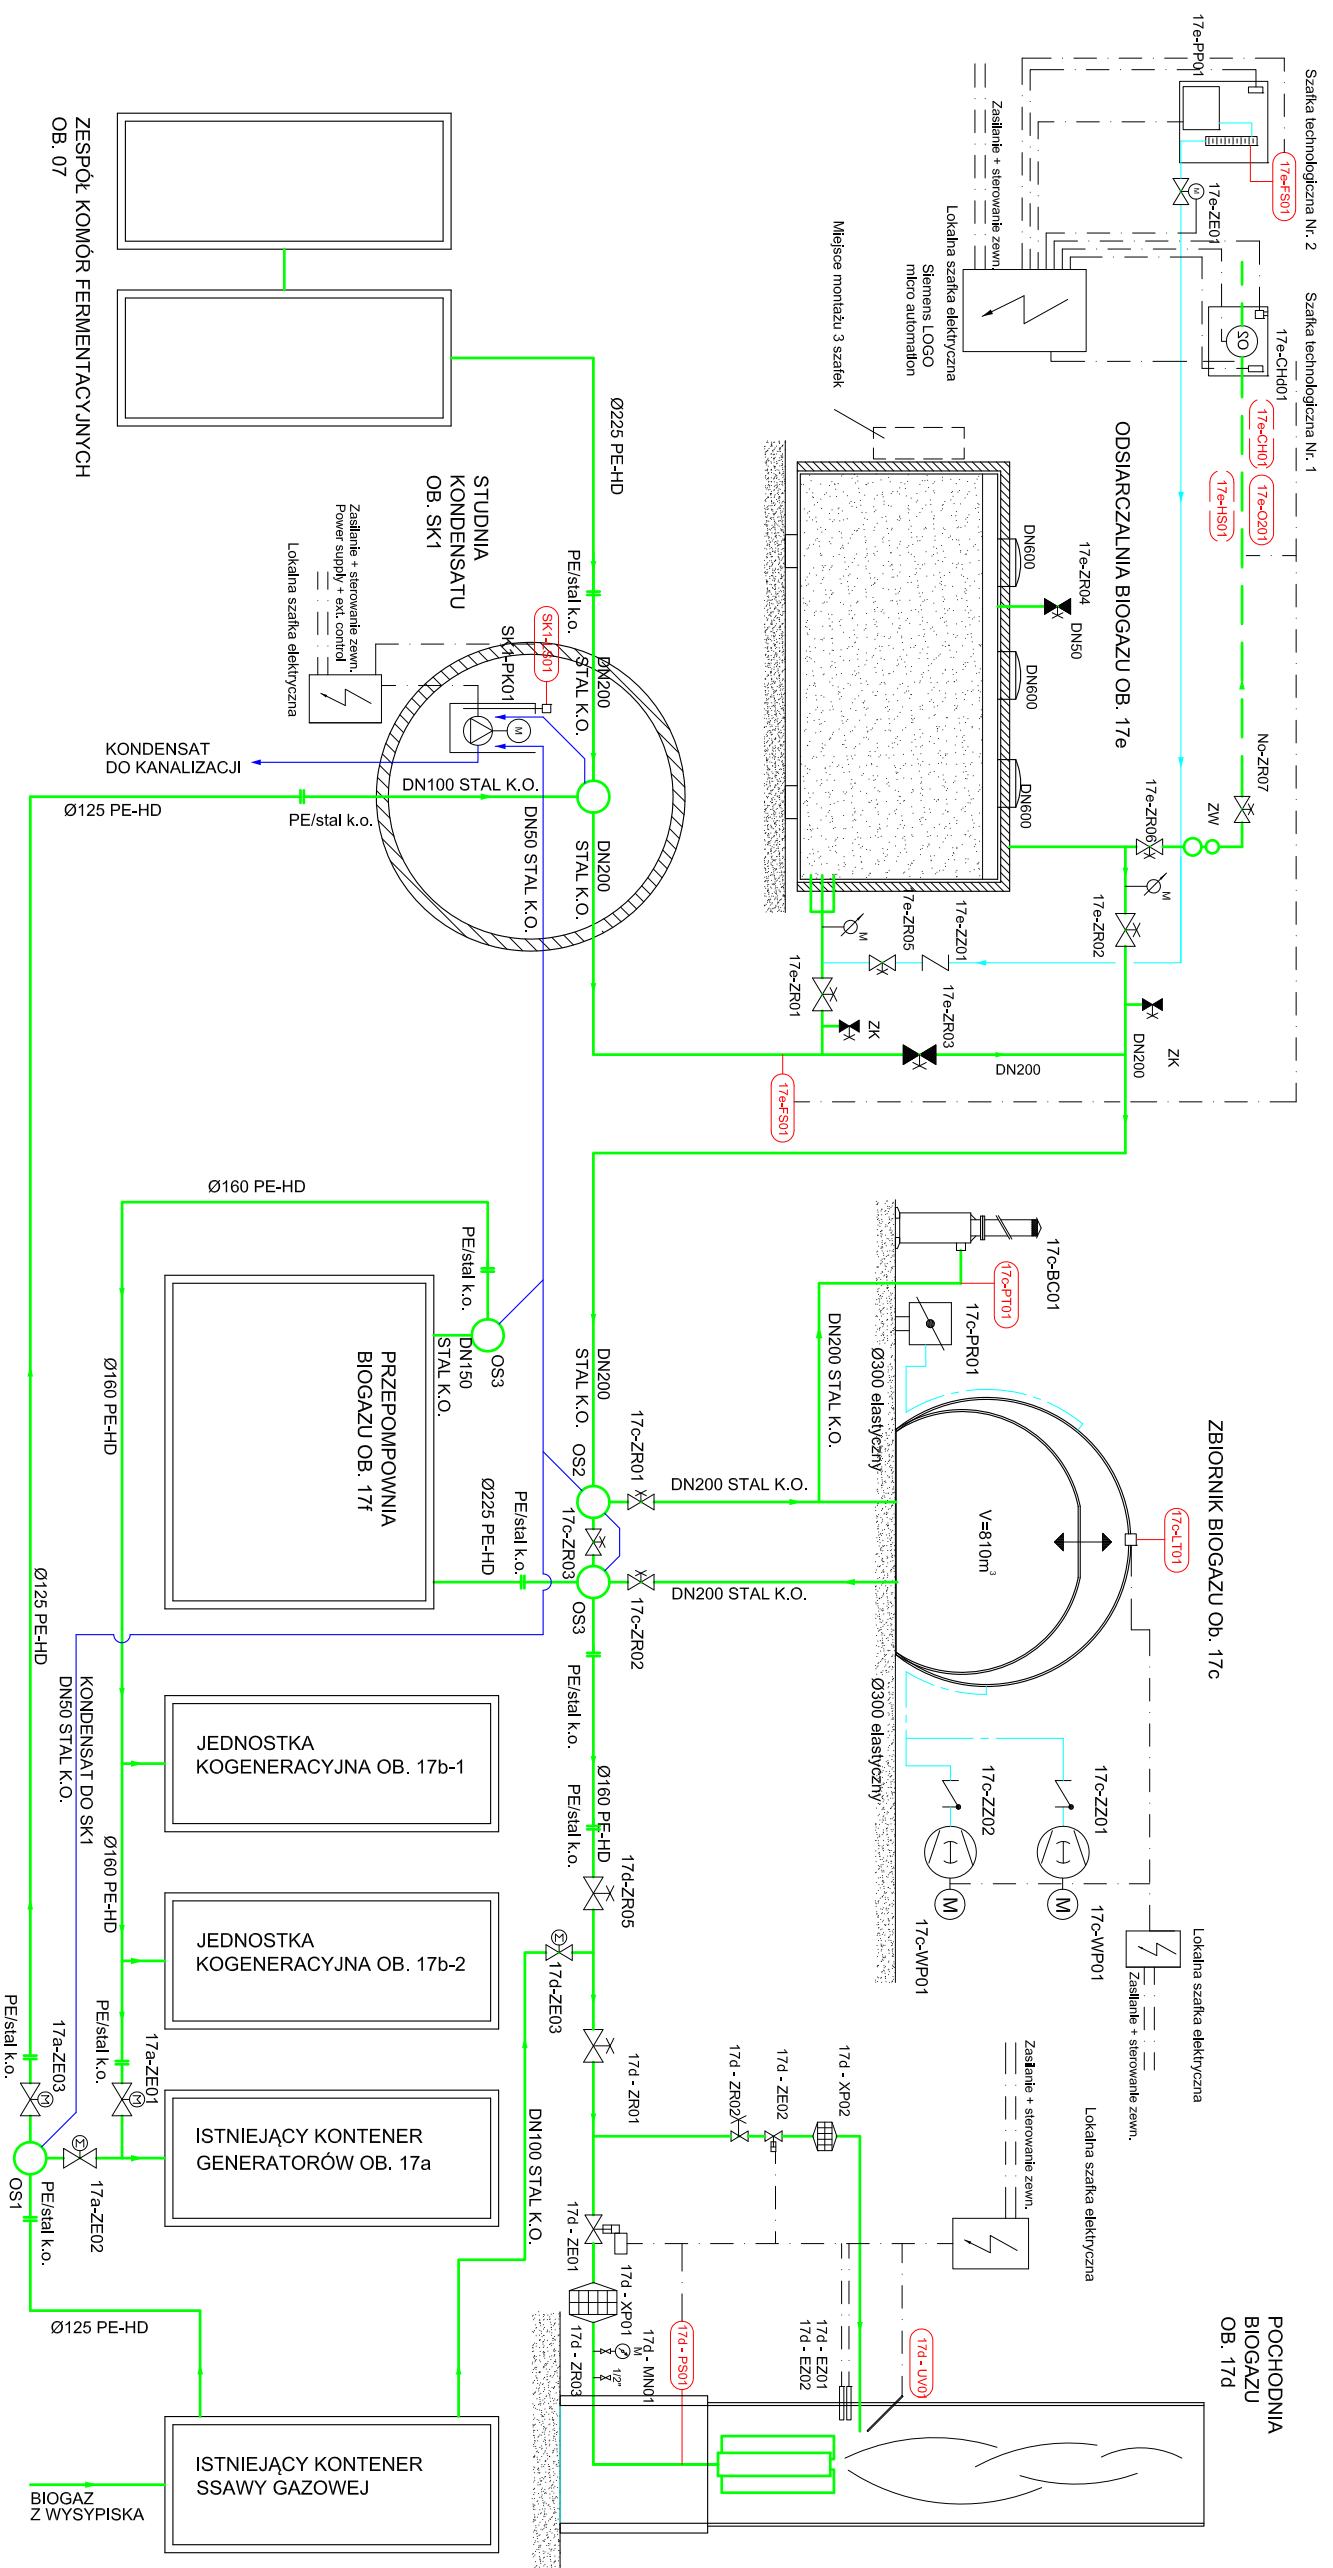 Szafka technologiczna Nr. 2
Szafka technologiczna Nr. 1
17e-PP01
17e-FS01
17e-ZE01
17e-CHd01
O2
17e-CH01
17e-O201
17e-HS01
Zasilanie + sterowanie zewn.
Lokalna szafka elektryczna
Siemens LOGO
micro automation
Miejsce montażu 3 szafek
ODSIARCZALNIA BIOGAZU OB. 17e
DN600
17e-ZR04
DN50
DN600
DN600
No-ZR07
ZW
17e-ZR06
M
17e-ZR02
M
17e-ZR05
17e-ZZ01
17e-ZR01
17e-ZR03
ZK
DN200
DN200
ZK
17e-FS01
ZESPÓŁ KOMÓR FERMENTACYJNYCH
OB. 07
Ø225 PE-HD
PE/stal k.o.
STUDNIA
KONDENSATU
OB. SK1
Zasilanie + sterowanie zewn.
Power supply + ext. control
Lokalna szafka elektryczna
SK1-LS01
SK1-PK01
M
DN200
STAL K.O.
KONDENSAT
DO KANALIZACJI
DN100 STAL K.O.
Ø125 PE-HD
PE/stal k.o.
DN50 STAL K.O.
DN200
STAL K.O.
Ø160 PE-HD
PE/stal k.o.
OS3
DN150
STAL K.O.
PRZEPOMPOWNIA
BIOGAZU OB. 17f
Ø160 PE-HD
Ø225 PE-HD
PE/stal k.o.
DN200
STAL K.O.
OS2
17c-ZR01
17c-ZR03
OS3
17c-ZR02
DN200 STAL K.O.
DN200 STAL K.O.
DN200 STAL K.O.
17c-BC01
17c-PT01
17c-PR01
Ø300 elastyczny
ZBIORNIK BIOGAZU Ob. 17c
17c-LT01
V=810m³
Ø300 elastyczny
17c-ZZ02
17c-ZZ01
M
M
17c-WP01
17c-WP01
Lokalna szafka elektryczna
Zasilanie + sterowanie zewn.
Ø125 PE-HD
KONDENSAT DO SK1
DN50 STAL K.O.
Ø160 PE-HD
JEDNOSTKA
KOGENERACYJNA OB. 17b-1
JEDNOSTKA
KOGENERACYJNA OB. 17b-2
PE/stal k.o.
Ø160 PE-HD
PE/stal k.o.
17d-ZR05
M
17d-ZE03
PE/stal k.o.
17a-ZE03
M
PE/stal k.o.
17a-ZE01
M
ISTNIEJĄCY KONTENER
GENERATORÓW OB. 17a
OS1
M
17a-ZE02
PE/stal k.o.
Ø125 PE-HD
DN100 STAL K.O.
ISTNIEJĄCY KONTENER
SSAWY GAZOWEJ
BIOGAZ
Z WYSYPISKA
17d - ZR01
17d - ZR02
17d - ZE02
17d - XP02
Zasilanie + sterowanie zewn.
Lokalna szafka elektryczna
17d - ZE01
17d - XP01
17d - ZR03
M
17d - MN01
1/2"
17d - PS01
17d - EZ01
17d - EZ02
17d - UV01
POCHODNIA
BIOGAZU
OB. 17d